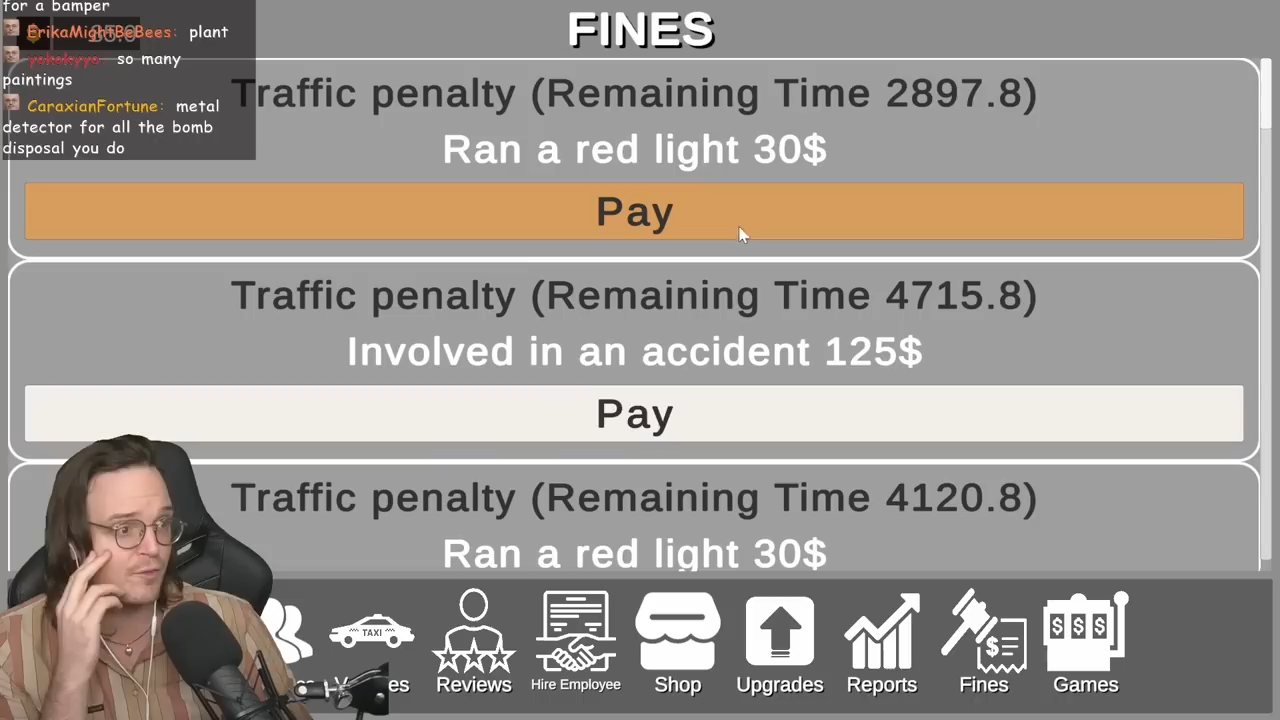 for a bamper
ErikaMightBeBees: plant
yakokyyo: so many
paintings
CaraxianFortune: metal
detector for all the bomb
disposal you do
FINES
Traffic penalty (Remaining Time 2897.8)
Ran a red light 30$
Pay
Traffic penalty (Remaining Time 4715.8)
Involved in an accident 125$
Pay
Traffic penalty (Remaining Time 4120.8)
Ran a red light 30$
TAXI
Reviews
Hire Employee
Shop
Upgrades
Reports
Fines
Games
$
$ $ $